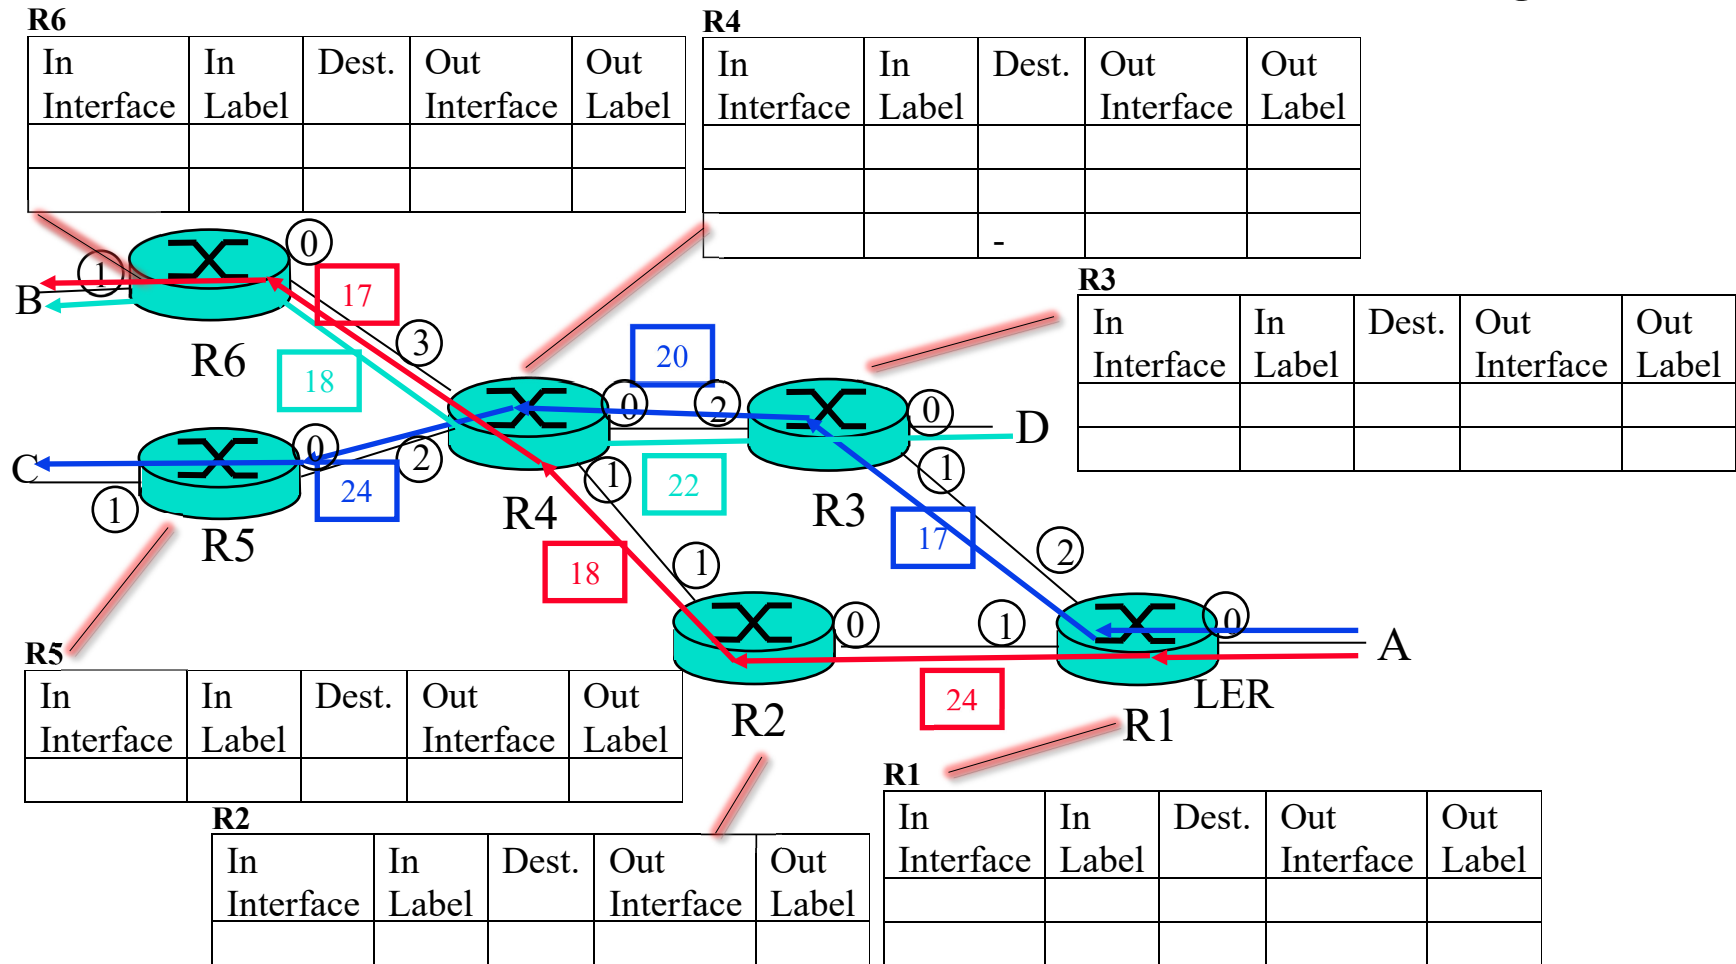 R6
In Interface In Label Dest. Out Interface Out Label
R4
In Interface In Label Dest. Out Interface Out Label
-
R3
In Interface In Label Dest. Out Interface Out Label
1
0
B
17
R6
3
18
20
0
2
0
D
C
0
2
1
24
R5
1
22
R4
R3
1
17
2
18
1
0
1
0
A
24
R2
LER
R1
R5
In Interface In Label Dest. Out Interface Out Label
R2
In Interface In Label Dest. Out Interface Out Label
R1
In Interface In Label Dest. Out Interface Out Label